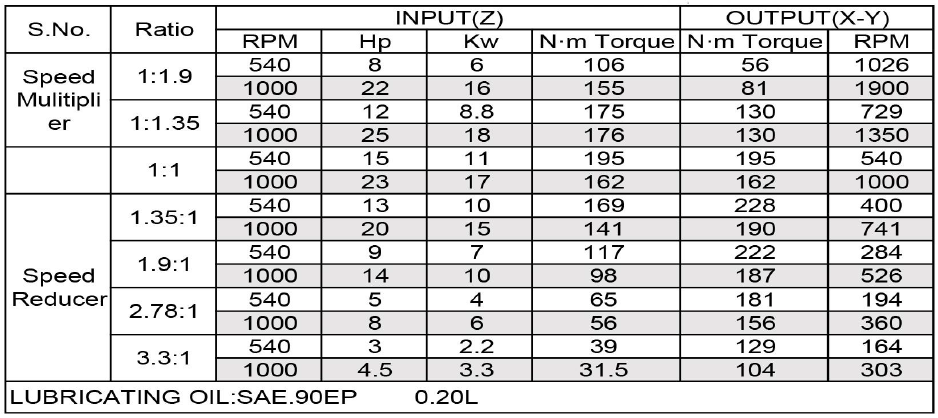 S.No. Ratio INPUT(Z) OUTPUT(X-Y)
RPM Hp Kw N·m Torque N·m Torque RPM
Speed Mulitipli er 1:1.9 540 8 6 106 56 1026
1000 22 16 155 81 1900
1:1.35 540 12 8.8 175 130 729
1000 25 18 176 130 1350
1:1 540 15 11 195 195 540
1000 23 17 162 162 1000
Speed Reducer 1.35:1 540 13 10 169 228 400
1000 20 15 141 190 741
1.9:1 540 9 7 117 222 284
1000 14 10 98 187 526
2.78:1 540 5 4 65 181 194
1000 8 6 56 156 360
3.3:1 540 3 2.2 39 129 164
1000 4.5 3.3 31.5 104 303
LUBRICATING OIL:SAE.90EP 0.20L